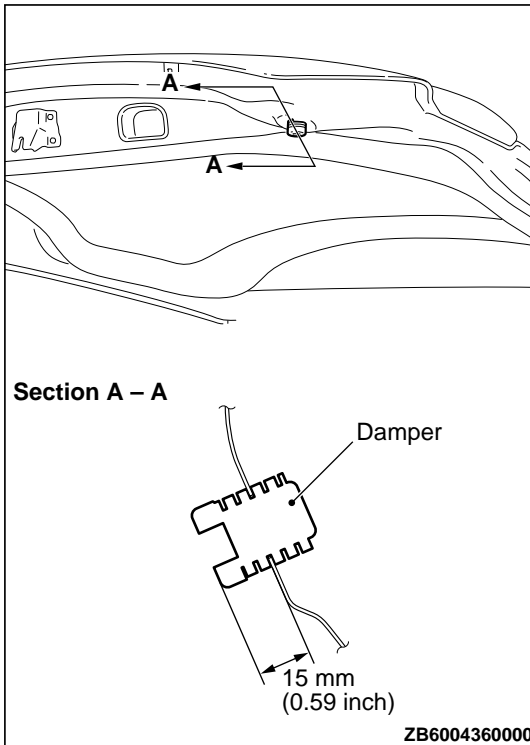 A
A
Section A – A
Damper
15 mm
(0.59 inch)
ZB6004360000